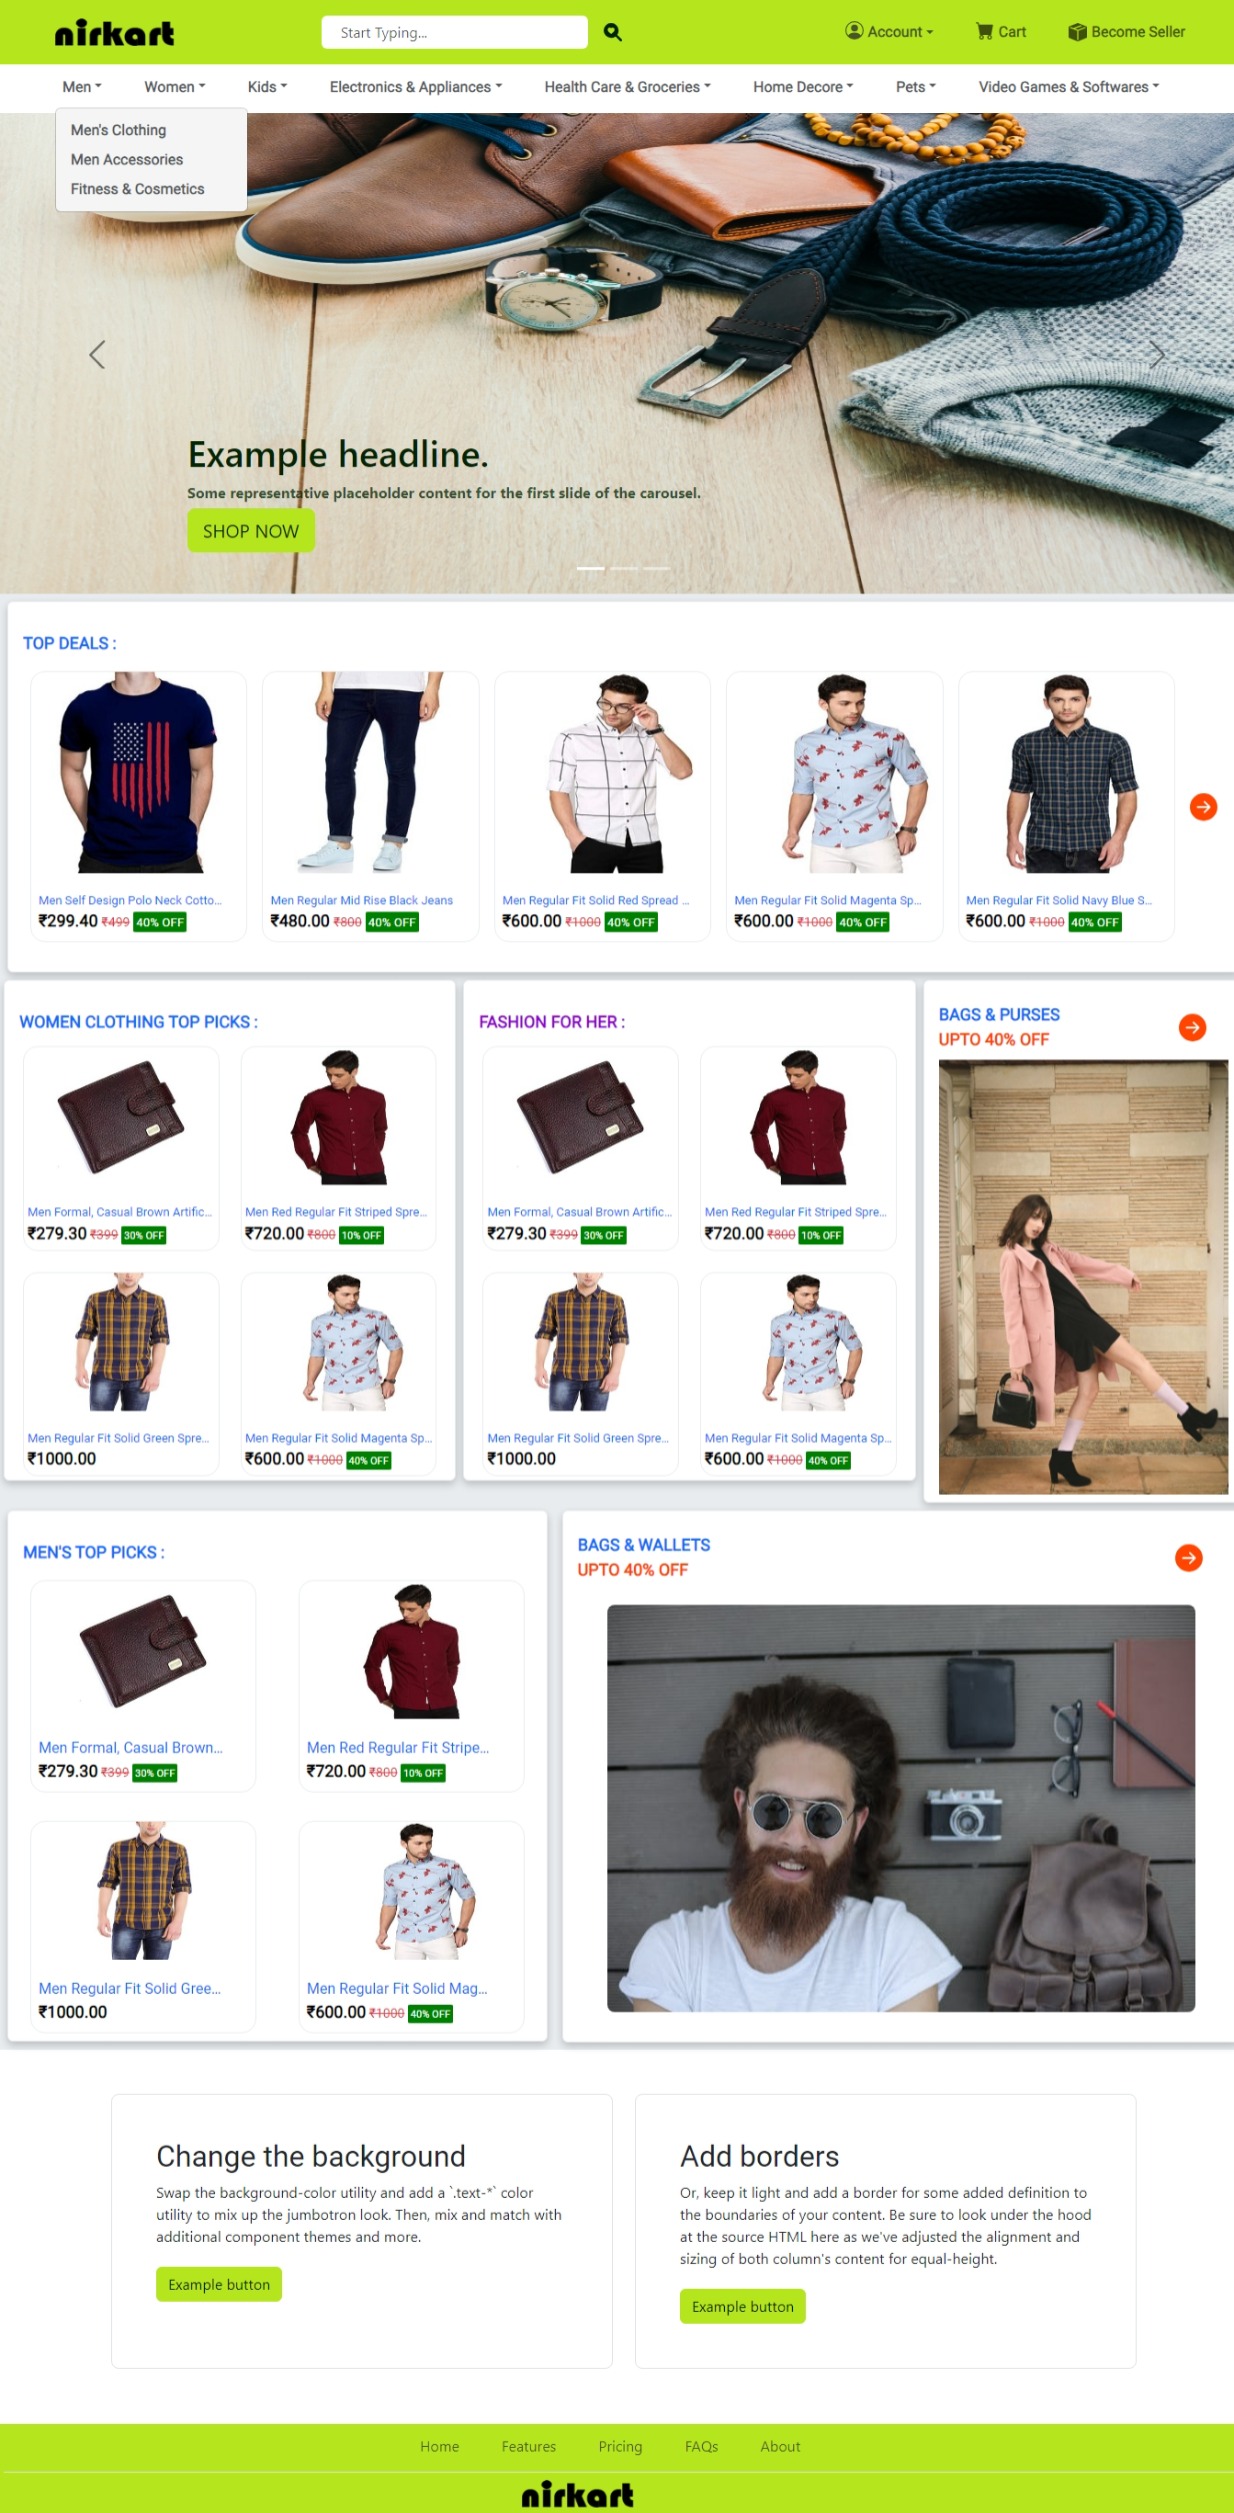 nirkart
Start Typing...
Account
Cart
Become Seller
Men
Women
Kids
Electronics & Appliances
Health Care & Groceries
Home Decore
Pets
Video Games & Softwares
Men's Clothing
Men Accessories
Fitness & Cosmetics
Example headline.
Some representative placeholder content for the first slide of the carousel.
SHOP NOW
TOP DEALS :
Men Self Design Polo Neck Cotto...
₹299.40 ₹499 40% OFF
Men Regular Mid Rise Black Jeans
₹480.00 ₹800 40% OFF
Men Regular Fit Solid Red Spread ...
₹600.00 ₹1000 40% OFF
Men Regular Fit Solid Magenta Sp...
₹600.00 ₹1000 40% OFF
Men Regular Fit Solid Navy Blue S...
₹600.00 ₹1000 40% OFF
WOMEN CLOTHING TOP PICKS :
Men Formal, Casual Brown Artific...
₹279.30 ₹399 30% OFF
Men Red Regular Fit Striped Spre...
₹720.00 ₹800 10% OFF
Men Regular Fit Solid Green Spre...
₹1000.00
Men Regular Fit Solid Magenta Sp...
₹600.00 ₹1000 40% OFF
FASHION FOR HER :
Men Formal, Casual Brown Artific...
₹279.30 ₹399 30% OFF
Men Red Regular Fit Striped Spre...
₹720.00 ₹800 10% OFF
Men Regular Fit Solid Green Spre...
₹1000.00
Men Regular Fit Solid Magenta Sp...
₹600.00 ₹1000 40% OFF
BAGS & PURSES
UPTO 40% OFF
MEN'S TOP PICKS :
Men Formal, Casual Brown...
₹279.30 ₹399 30% OFF
Men Red Regular Fit Stripe...
₹720.00 ₹800 10% OFF
Men Regular Fit Solid Gree...
₹1000.00
Men Regular Fit Solid Mag...
₹600.00 ₹1000 40% OFF
BAGS & WALLETS
UPTO 40% OFF
Change the background
Swap the background-color utility and add a `.text-*` color
utility to mix up the jumbotron look. Then, mix and match with
additional component themes and more.
Example button
Add borders
Or, keep it light and add a border for some added definition to
the boundaries of your content. Be sure to look under the hood
at the source HTML here as we've adjusted the alignment and
sizing of both column's content for equal-height.
Example button
Home
Features
Pricing
FAQs
About
nirkart